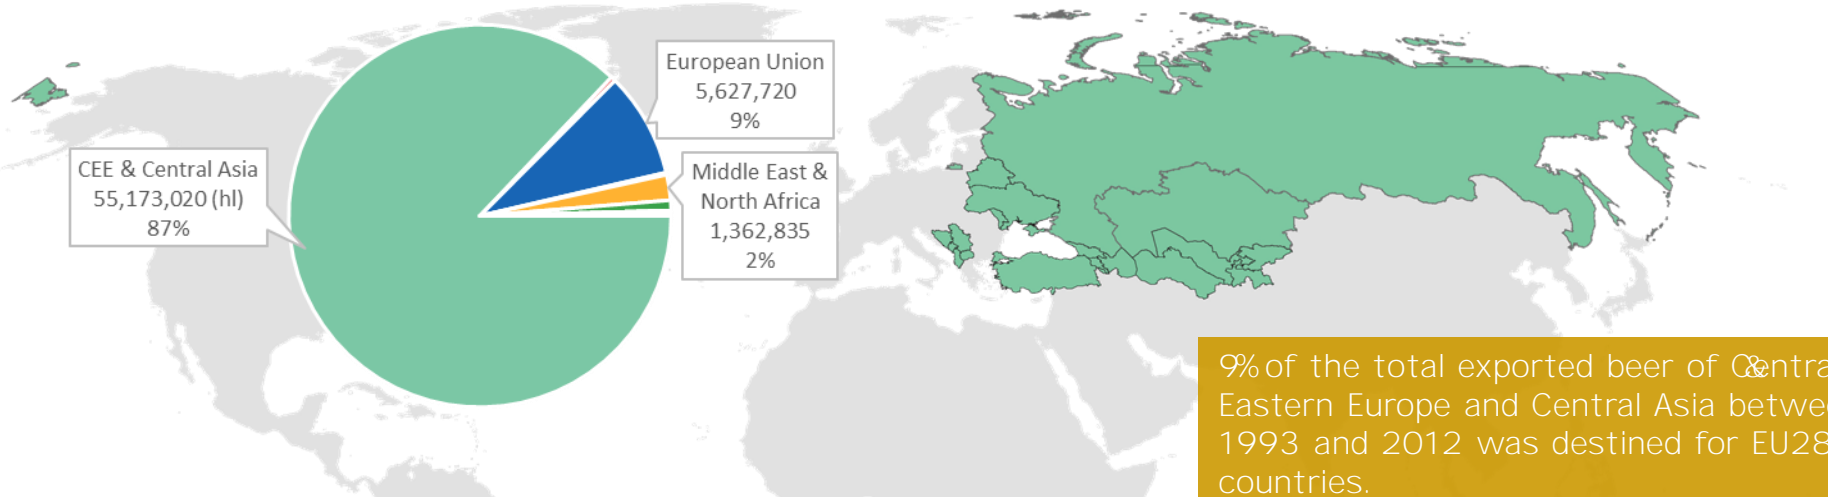 European Union
5,627,720
9%
CEE & Central Asia
55,173,020 (hl)
87%
Middle East &
North Africa
1,362,835
2%
9% of the total exported beer of Central &
Eastern Europe and Central Asia betwee
1993 and 2012 was destined for EU28
countries.